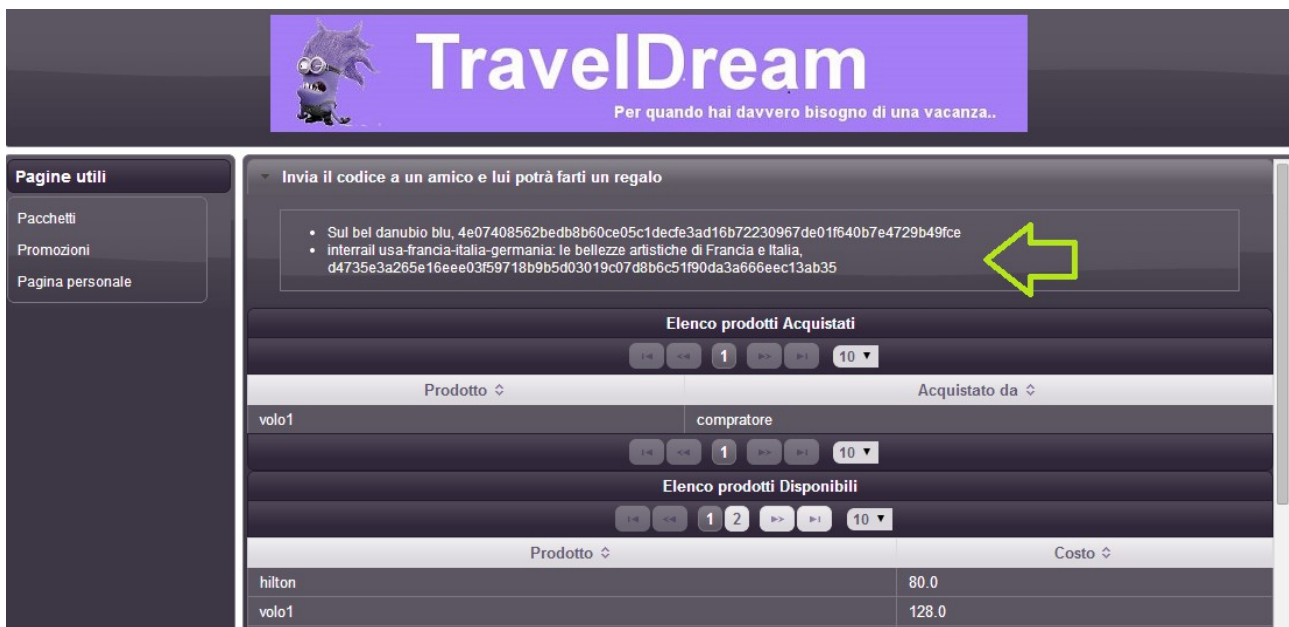 TravelDream
Per quando hai davvero bisogno di una vacanza..
Pagine utili
Pacchetti
Promozioni
Pagina personale
Invia il codice a un amico e lui potrà farti un regalo
Sul bel danubio blu, 4e07408562bedb8b60ce05c1decfe3ad16b72230967de01f640b7e4729b49fce
interrail usa-francia-italia-germania: le bellezze artistiche di Francia e Italia,
d4735e3a265e16eee03f59718b9b5d03019c07d8b6c51f90da3a666eec13ab35
Elenco prodotti Acquistati
1 10
Prodotto Acquistato da
volo1 compratore
1 10
Elenco prodotti Disponibili
1 2 10
Prodotto Costo
hilton 80.0
volo1 128.0